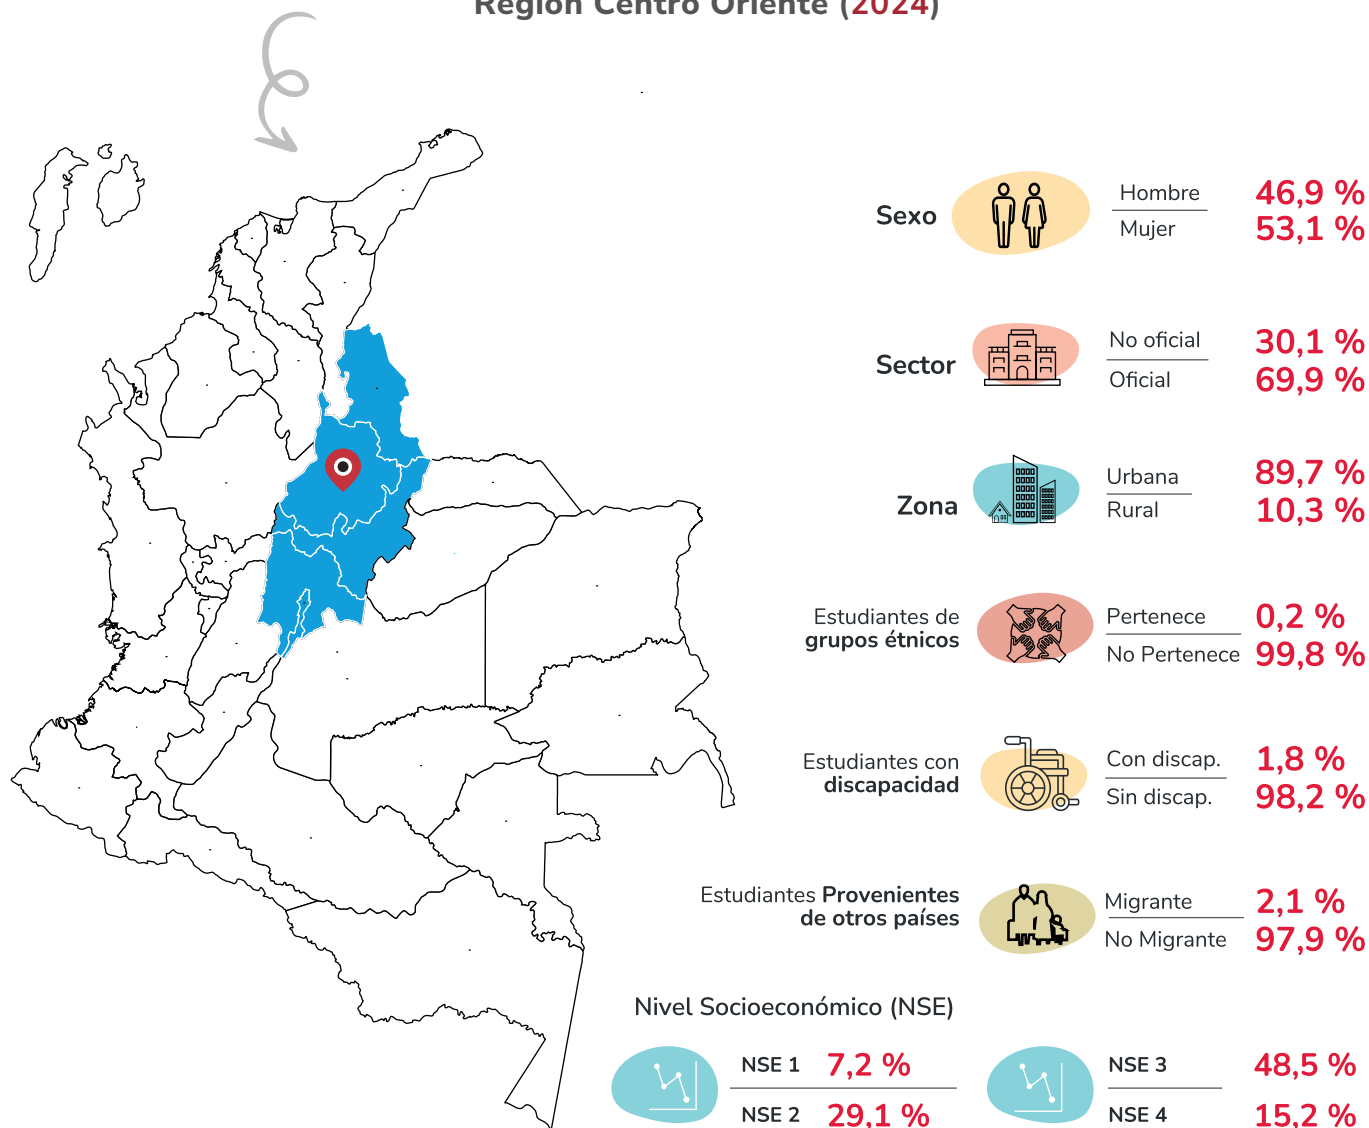 Región Centro Oriente (2024)
Sexo
Hombre 46,9 %
Mujer 53,1 %
Sector
No oficial 30,1 %
Oficial 69,9 %
Zona
Urbana 89,7 %
Rural 10,3 %
Estudiantes de
grupos étnicos
Pertenece 0,2 %
No Pertenece 99,8 %
Estudiantes con
discapacidad
Con discap. 1,8 %
Sin discap. 98,2 %
Estudiantes Provenientes
de otros países
Migrante 2,1 %
No Migrante 97,9 %
Nivel Socioeconómico (NSE)
NSE 1 7,2 %
NSE 2 29,1 %
NSE 3 48,5 %
NSE 4 15,2 %